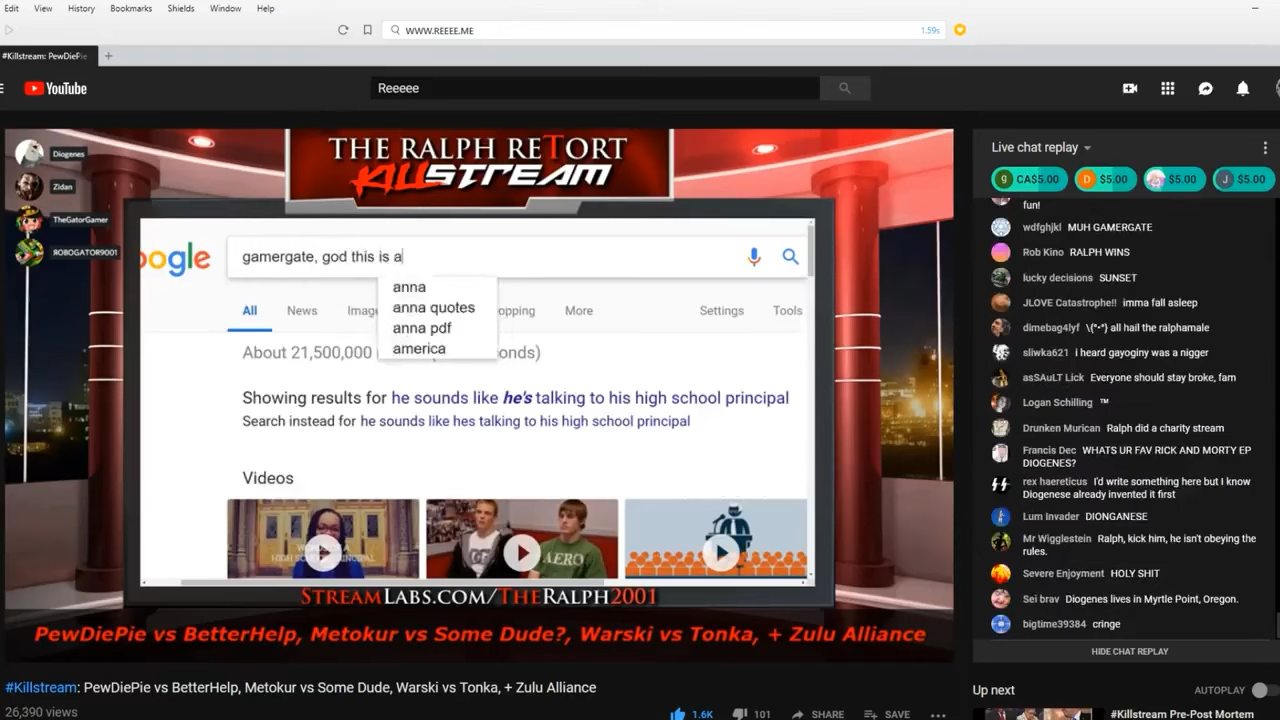 Edit View History Bookmarks Shields Window Help
WWW.REEEE.ME 1.59s
#Killstream: PewDiePie
YouTube
Reeeee
Diogenes
Zidan
TheGatorGamer
ROBOGATOR9001
THE RALPH RETORT
KILLSTREAM
oogle
gamergate, god this is a
anna
anna quotes
anna pdf
america
All News Image opping More Settings Tools
About 21,500,000 conds)
Showing results for he sounds like he's talking to his high school principal
Search instead for he sounds like hes talking to his high school principal
Videos
HIGH SCHOOL PRINCIPAL
AERO
STREAMLABS.COM/THERALPH2001
PewDiePie vs BetterHelp, Metokur vs Some Dude?, Warski vs Tonka, + Zulu Alliance
#Killstream: PewDiePie vs BetterHelp, Metokur vs Some Dude, Warski vs Tonka, + Zulu Alliance
26,390 views
1.6K 101 SHARE SAVE
Live chat replay
g CA$5.00 D $5.00 $5.00 J $5.00
fun!
wdfghjkl MUH GAMERGATE
Rob Kino RALPH WINS
lucky decisions SUNSET
JLOVE Catastrophe!! imma fall asleep
dimebag4lyf \{*-*) all hail the ralphamale
sliwka621 i heard gayoginy was a nigger
asSAuLT Lick Everyone should stay broke, fam
Logan Schilling ™
Drunken Murican Ralph did a charity stream
Francis Dec WHATS UR FAV RICK AND MORTY EP
DIOGENES?
rex haereticus I'd write something here but I know
Diogenese already invented it first
Lum Invader DIONGANESE
Mr Wigglestein Ralph, kick him, he isn't obeying the
rules.
Severe Enjoyment HOLY SHIT
Sei brav Diogenes lives in Myrtle Point, Oregon.
bigtime39384 cringe
HIDE CHAT REPLAY
Up next AUTOPLAY
#Killstream Pre-Post Mortem